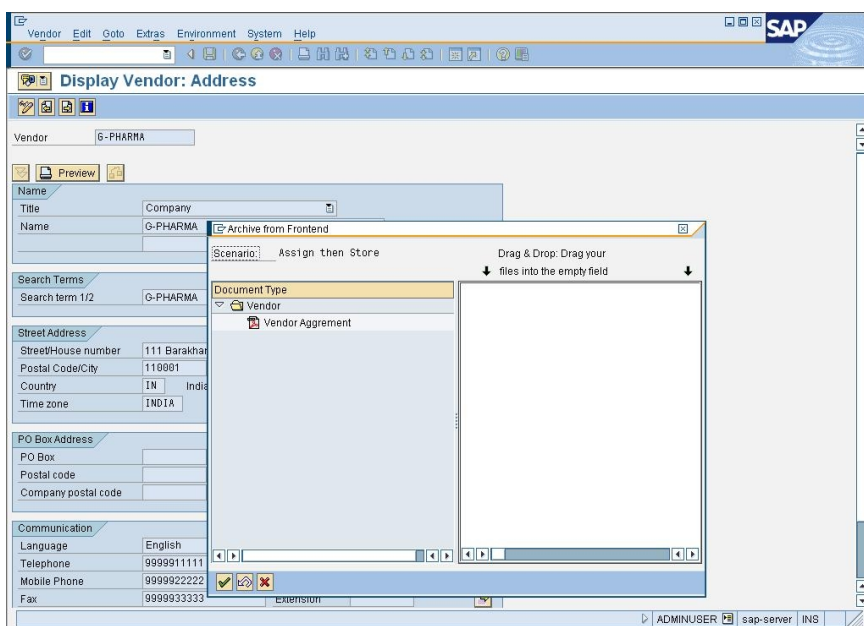 Vendor Edit Goto Extras Environment System Help
SAP
Display Vendor: Address
Vendor G-PHARMA
Preview
Name
Title Company
Name G-PHARMA
Search Terms
Search term 1/2 G-PHARMA
Street Address
Street/House number 111 Barakhar
Postal Code/City 110001
Country IN India
Time zone INDIA
PO Box Address
PO Box
Postal code
Company postal code
Communication
Language English
Telephone 9999911111
Mobile Phone 9999922222
Fax 9999933333 Extension
Archive from Frontend
Scenario: Assign then Store
Drag & Drop: Drag your
files into the empty field
Document Type
Vendor
Vendor Aggrement
ADMINUSER sap-server INS